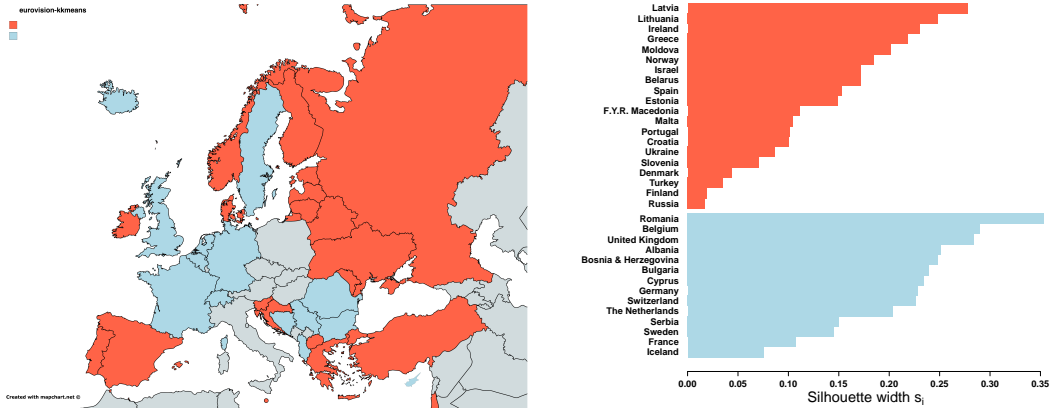 eurovision-kkmeans
Created with mapchart.net ©
Latvia
Lithuania
Ireland
Greece
Moldova
Norway
Israel
Belarus
Spain
Estonia
F.Y.R. Macedonia
Malta
Portugal
Croatia
Ukraine
Slovenia
Denmark
Turkey
Finland
Russia
Romania
Belgium
United Kingdom
Albania
Bosnia & Herzegovina
Bulgaria
Cyprus
Germany
Switzerland
The Netherlands
Serbia
Sweden
France
Iceland
0.00 0.05 0.10 0.15 0.20 0.25 0.30 0.35
Silhouette width si